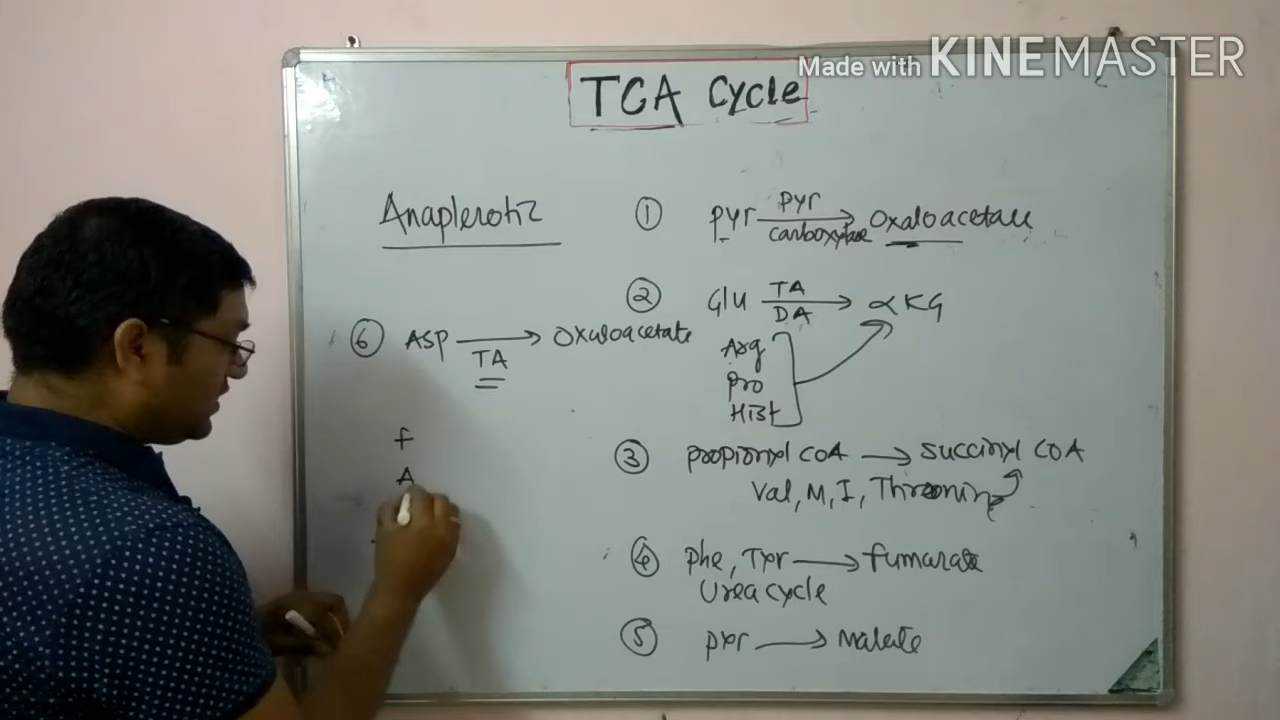 Made with KINEMASTER
TCA Cycle
Anaplerotic
① Pyr Pyr carboxylase → Oxaloacetate
② Glu TA DA → αKG
Arg
Pro
Hist
③ propionyl COA → succinyl COA
Val, M, I, Threonine
④ phe, Tyr → fumarate
Urea cycle
⑤ pyr → Malate
⑥ ASP → Oxaloacetate
TA
f
A